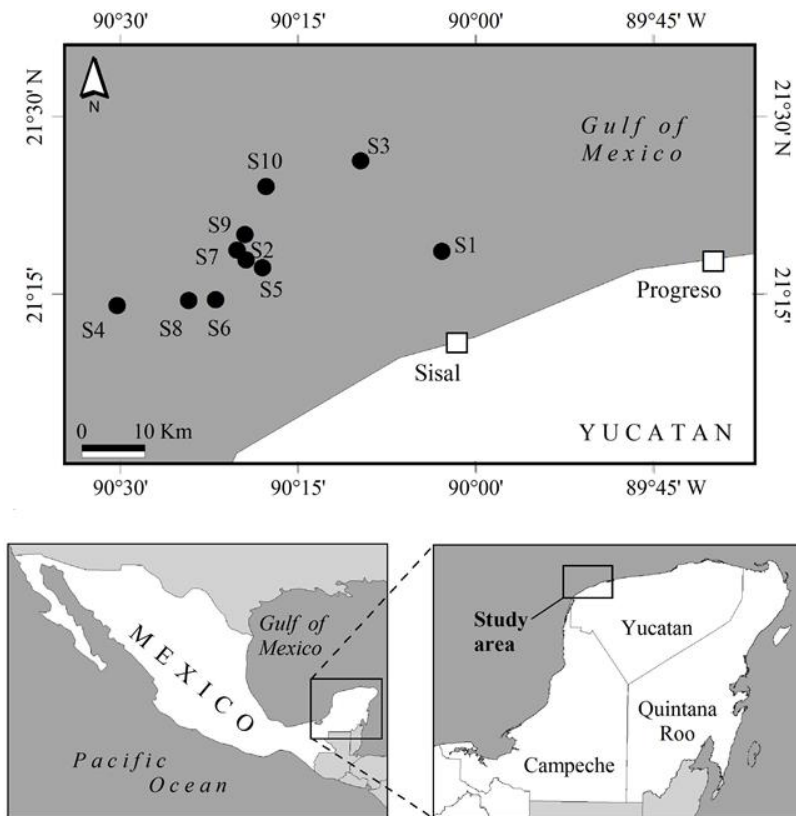 90°30'
90°15'
90°00'
89°45' W
21°30' N
21°30' N
Gulf of
Mexico
N
S3
S10
S9
S7
S2
S1
S5
Progreso
21°15'
21°15'
S4
S8
S6
Sisal
0 10 Km
YUCATAN
90°30'
90°15'
90°00'
89°45' W
Gulf of
Mexico
MEXICO
Pacific
Ocean
Study
area
Yucatan
Quintana
Roo
Campeche